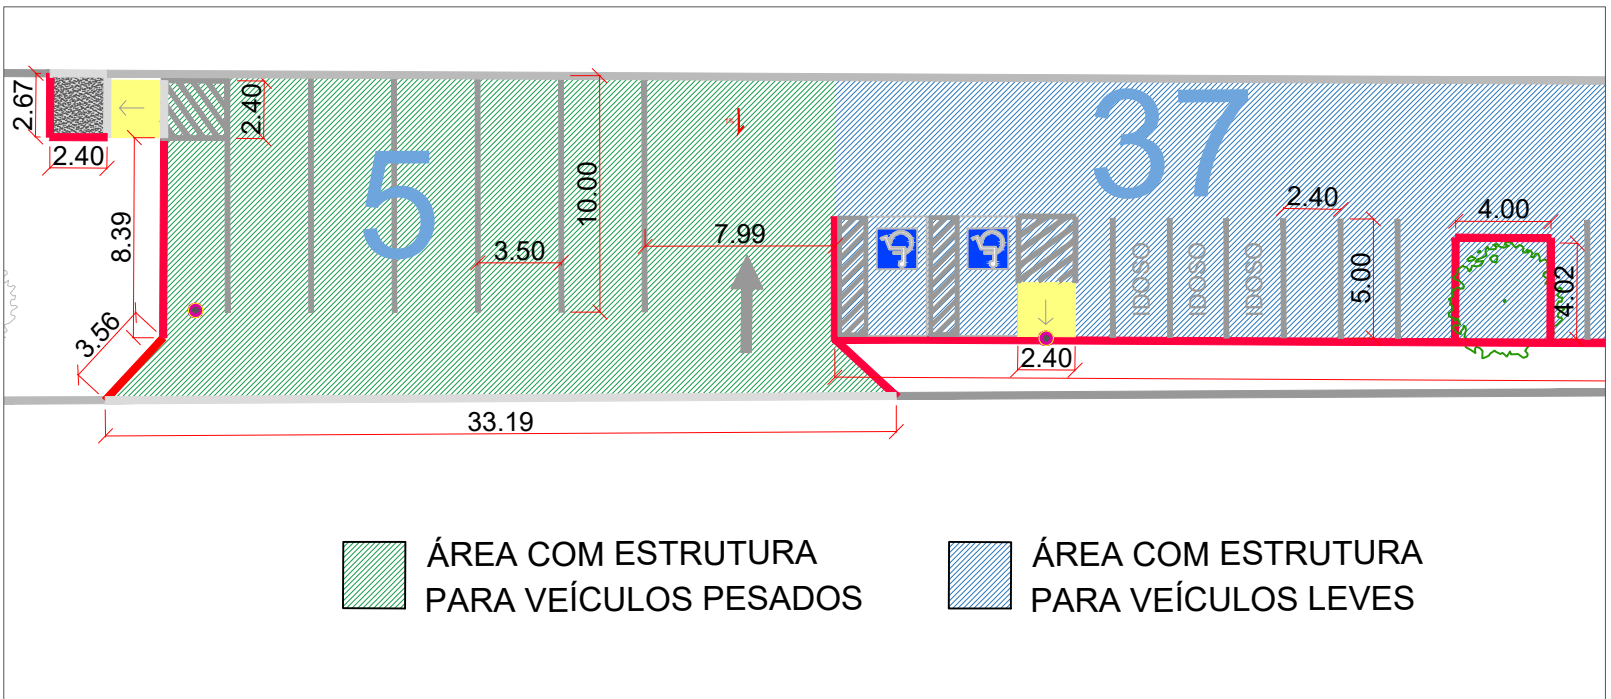 2.67
2.40
2.40
8.39
3.56
5
3.50
10.00
7.99
33.19
37
2.40
4.00
IDOSO
IDOSO
IDOSO
5.00
4.02
2.40
ÁREA COM ESTRUTURA
PARA VEÍCULOS PESADOS
ÁREA COM ESTRUTURA
PARA VEÍCULOS LEVES